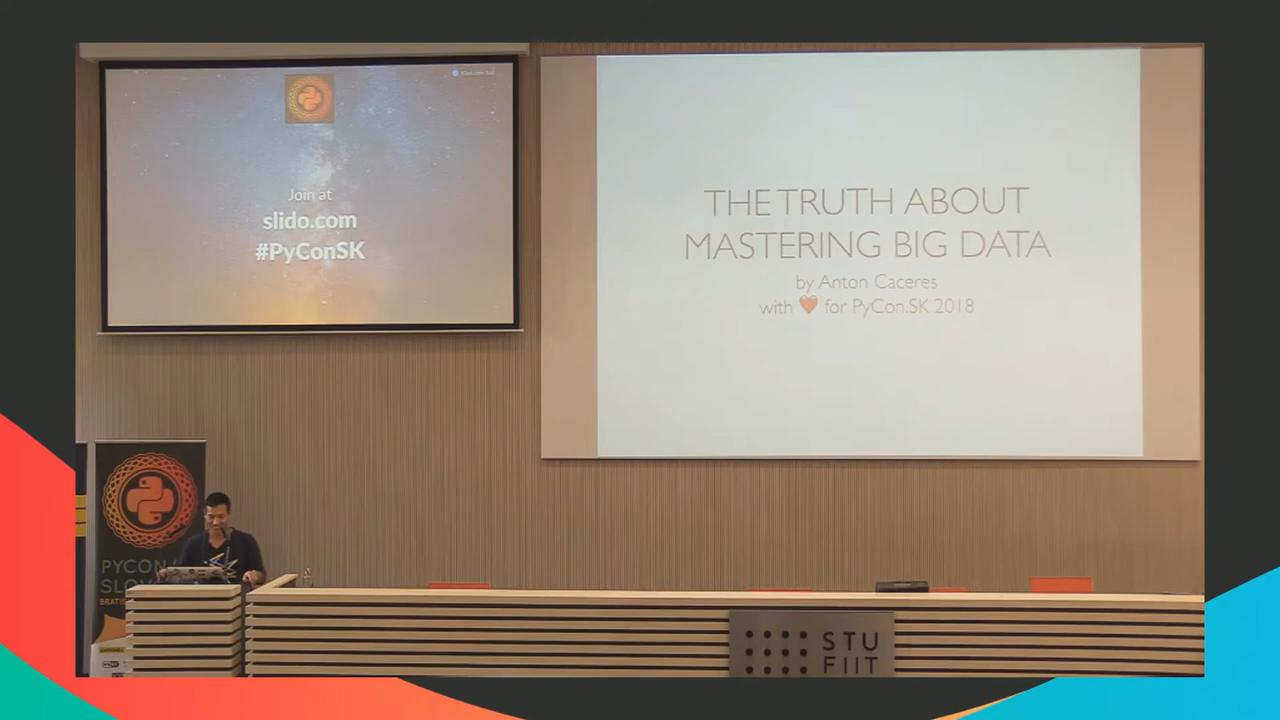 Join at
slido.com
#PyConSK
THE TRUTH ABOUT
MASTERING BIG DATA
by Anton Caceres
with ❤ for PyCon.SK 2018
PYCON
STU
FIIT